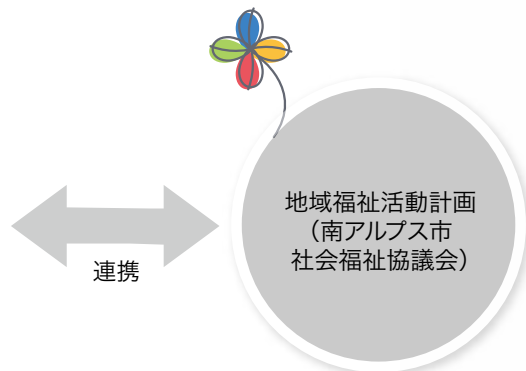 地域福祉活動計画
（南アルプス市
社会福祉協議会）
連携